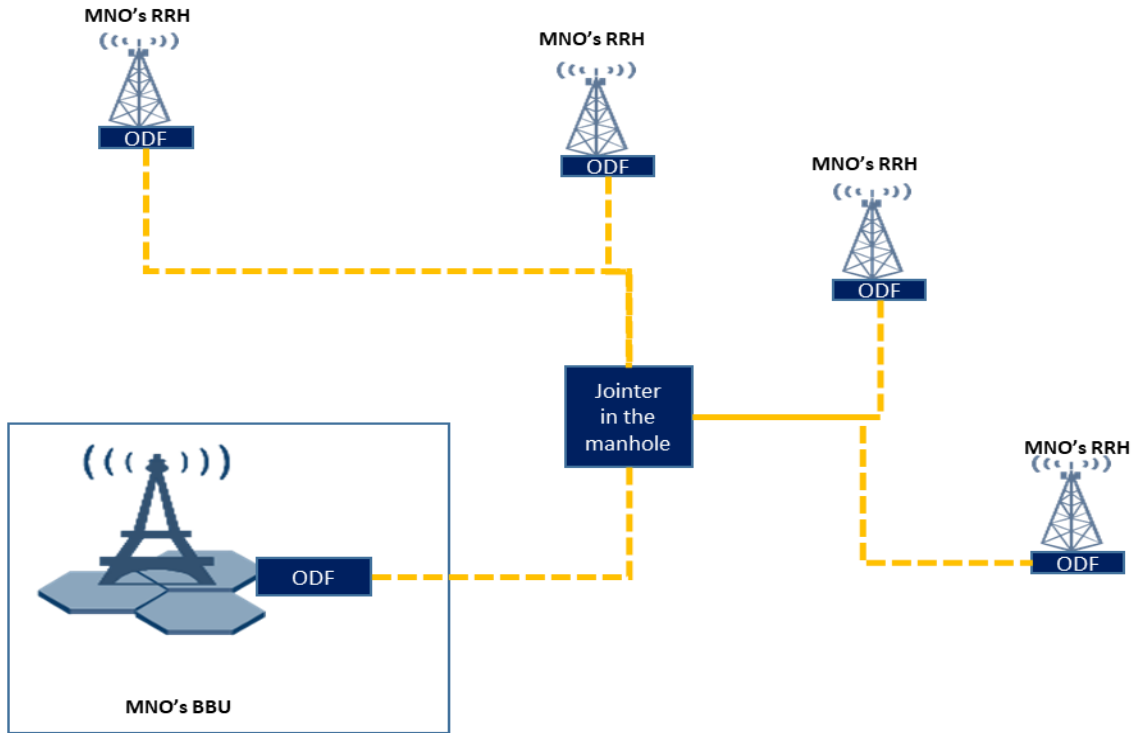 MNO’s RRH
ODF
MNO’s RRH
ODF
MNO’s RRH
ODF
Jointer
in the
manhole
MNO’s RRH
ODF
ODF
MNO’s BBU